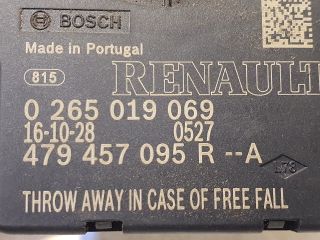 BOSCH
Made in Portugal
815 RENAULT
0 265 019 069
16-10-28 0527
479 457 095 R --A
THROW AWAY IN CASE OF FREE FALL